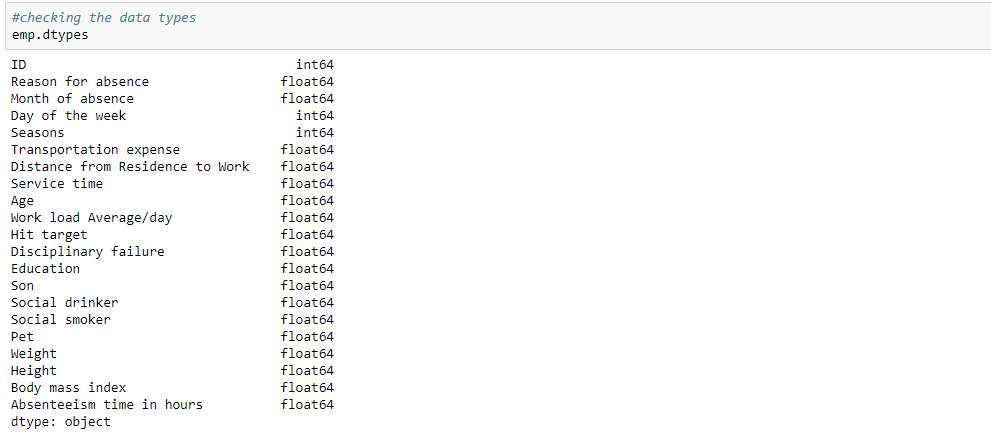 #checking the data types
emp.dtypes
ID int64
Reason for absence float64
Month of absence float64
Day of the week int64
Seasons int64
Transportation expense float64
Distance from Residence to Work float64
Service time float64
Age float64
Work load Average/day float64
Hit target float64
Disciplinary failure float64
Education float64
Son float64
Social drinker float64
Social smoker float64
Pet float64
Weight float64
Height float64
Body mass index float64
Absenteeism time in hours float64
dtype: object